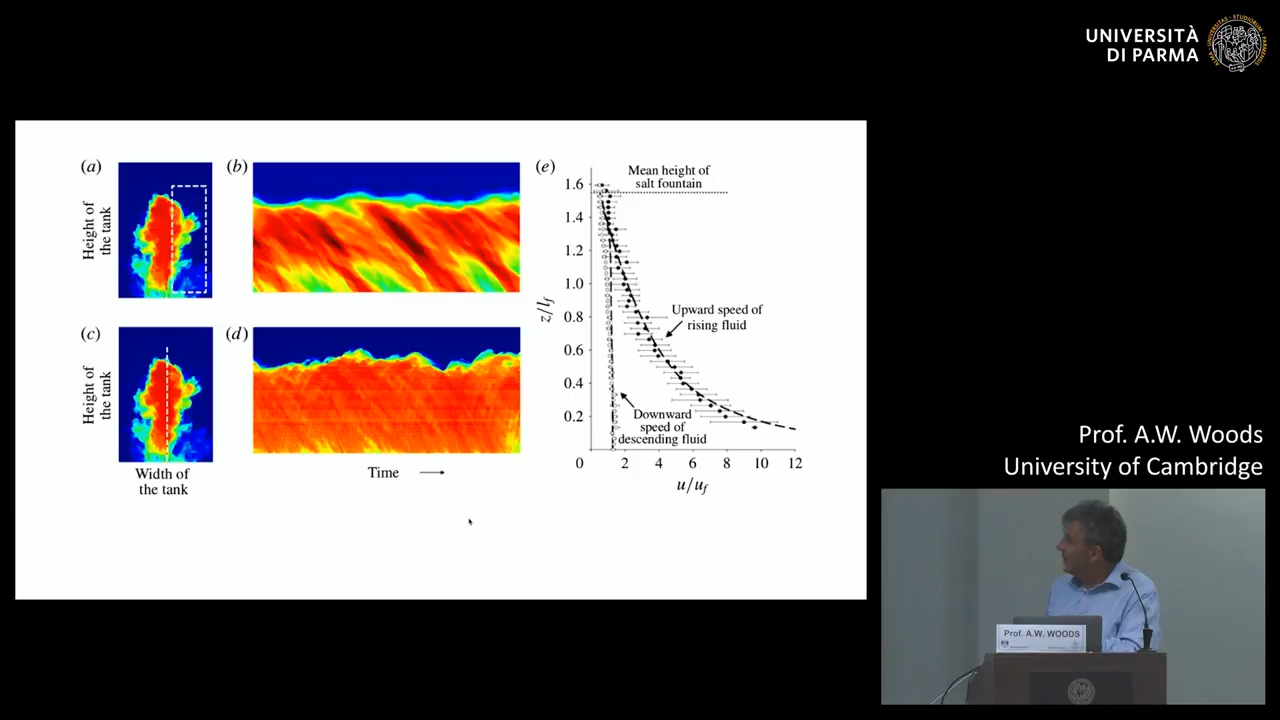 UNIVERSITÀ
DI PARMA
(a)
(b)
(e)
Height of
the tank
Mean height of
salt fountain
1.6
1.4
1.2
1.0
0.8
0.6
0.4
0.2
z/lf
Upward speed of
rising fluid
Downward
speed of
descending fluid
0
2
4
6
8
10
12
u/uf
(c)
(d)
Height of
the tank
Width of
the tank
Time
Prof. A.W. Woods
University of Cambridge
Prof. A.W. WOODS